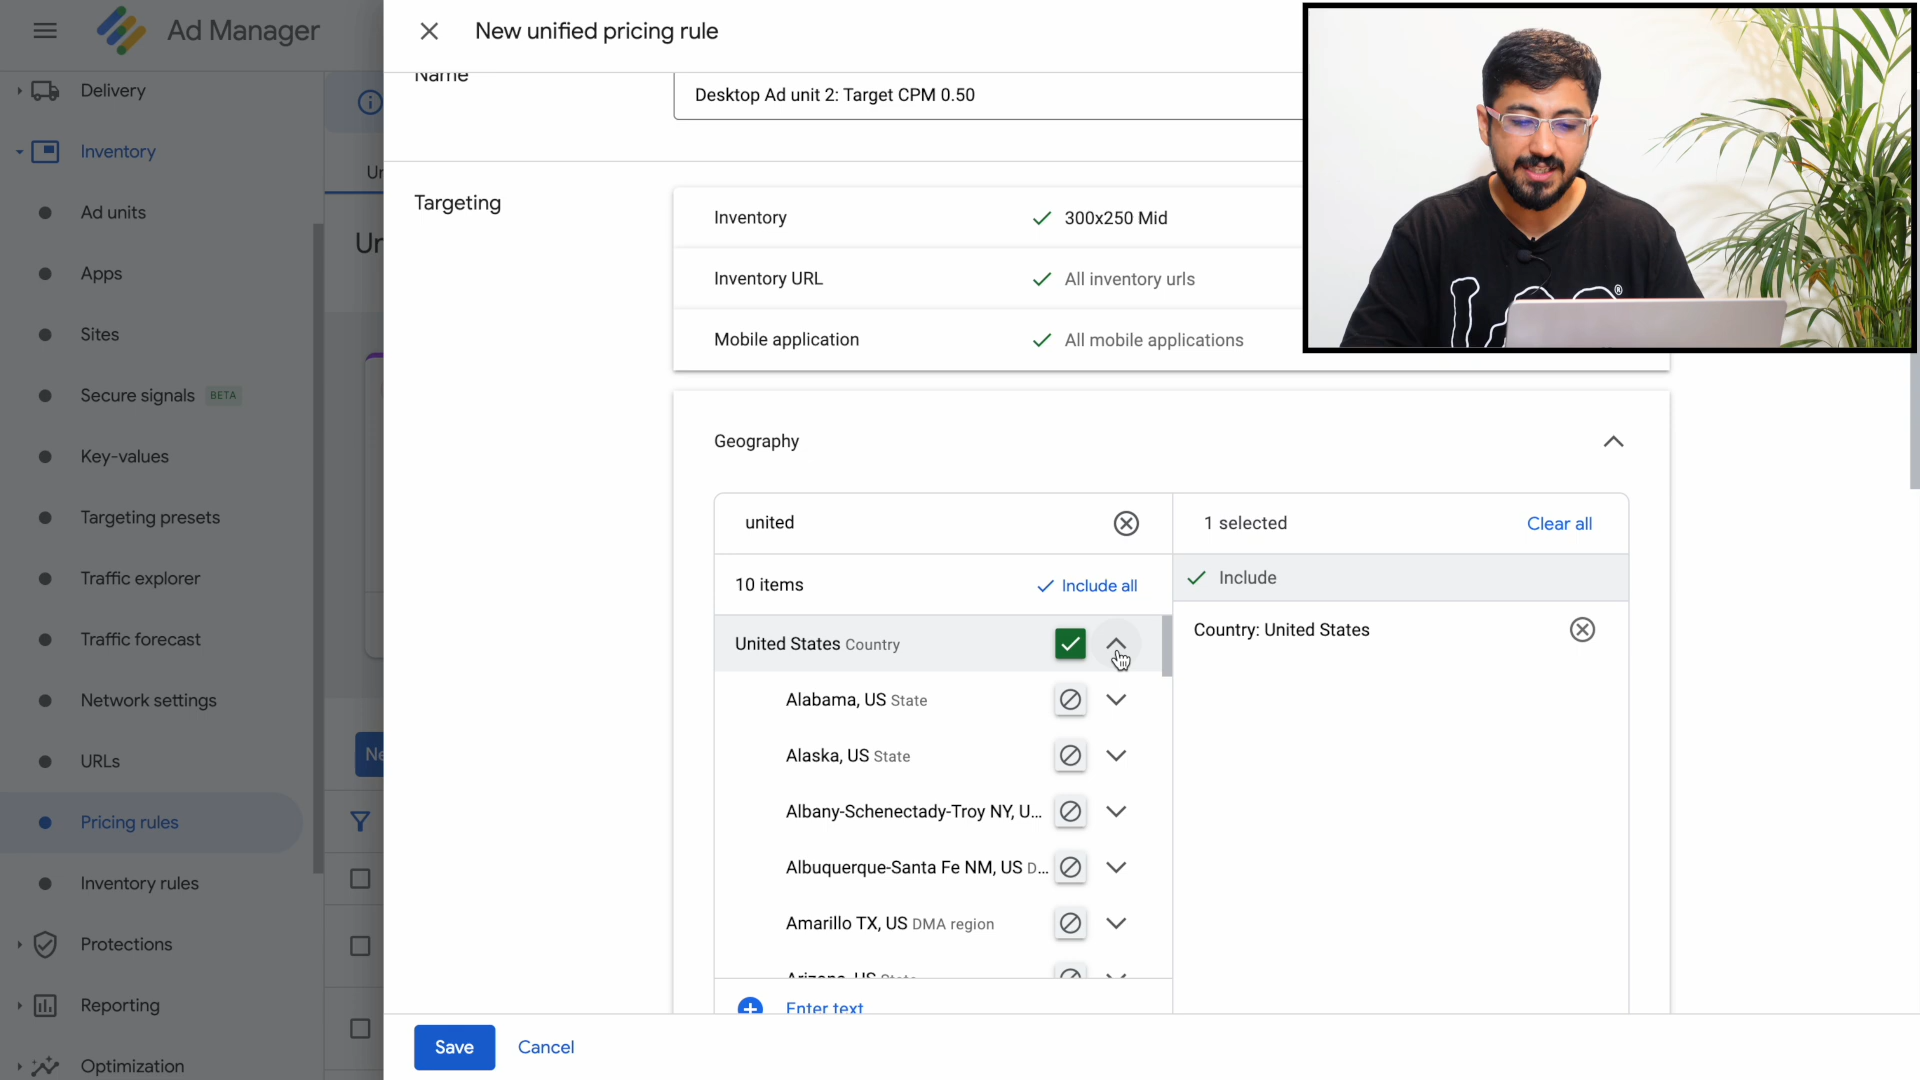 Ad Manager
Delivery
Inventory
Ad units
Apps
Sites
Secure signals BETA
Key-values
Targeting presets
Traffic explorer
Traffic forecast
Network settings
URLs
Pricing rules
Inventory rules
Protections
Reporting
Optimization
New unified pricing rule
Name
Desktop Ad unit 2: Target CPM 0.50
Targeting
Inventory 300x250 Mid
Inventory URL All inventory urls
Mobile application All mobile applications
Geography
united
10 items Include all
United States Country
Alabama, US State
Alaska, US State
Albany-Schenectady-Troy NY, U...
Albuquerque-Santa Fe NM, US D...
Amarillo TX, US DMA region
Arizona, US State
Enter text
1 selected Clear all
Include
Country: United States
Save Cancel